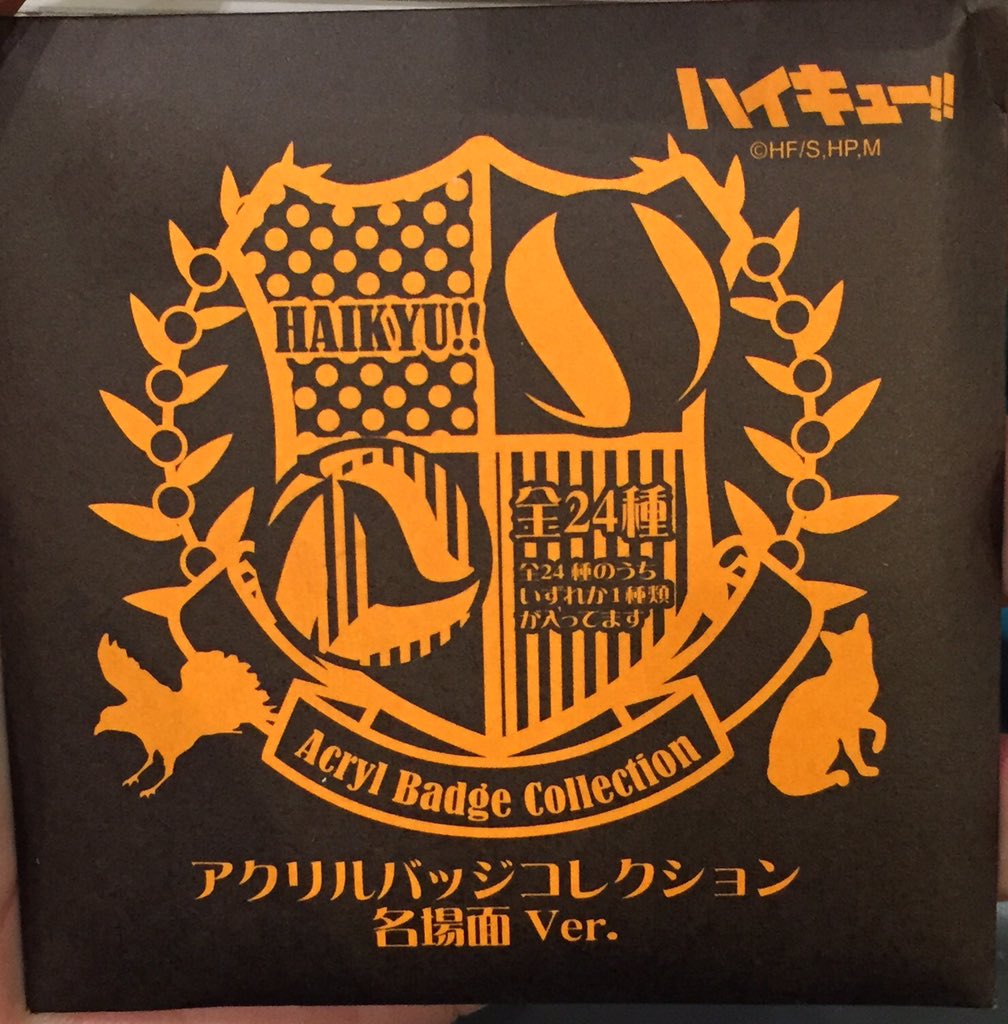 ハイキュー!!
©HF/S,HP,M
HAIKYU!!
全24種
全24種のうち
いずれか1種類
が入ってます
Acryl Badge Collection
アクリルバッジコレクション
名場面 Ver.